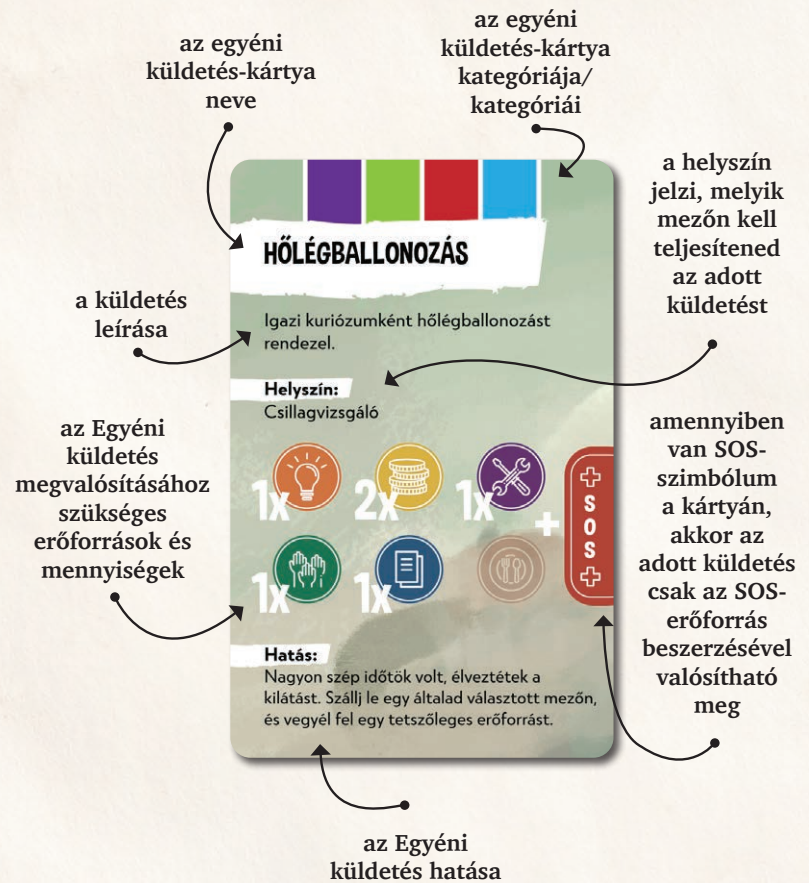 az egyéni
küldetés-kártya
neve
az egyéni
küldetés-kártya
kategóriája/
kategóriái
a helyszín
jelzi, melyik
mezőn kell
teljesítened
az adott
küldetést
a küldetés
leírása
az Egyéni
küldetés
megvalósításához
szükséges
erőforrások és
mennyiségek
HŐLÉGBALLONOZÁS
Igazi kuriózumként hőlégballonozást
rendezel.
Helyszín:
Csillagvizsgáló
1x 2x 1x
+
SOS
1x 1x
Hatás:
Nagyon szép időtök volt, élveztétek a
kilátást. Szállj le egy általad választott mezőn,
és vegyél fel egy tetszőleges erőforrást.
amennyiben
van SOS-
szimbólum
a kártyán,
akkor az
adott küldetés
csak az SOS-
erőforrás
beszerzésével
valósítható
meg
az Egyéni
küldetés hatása